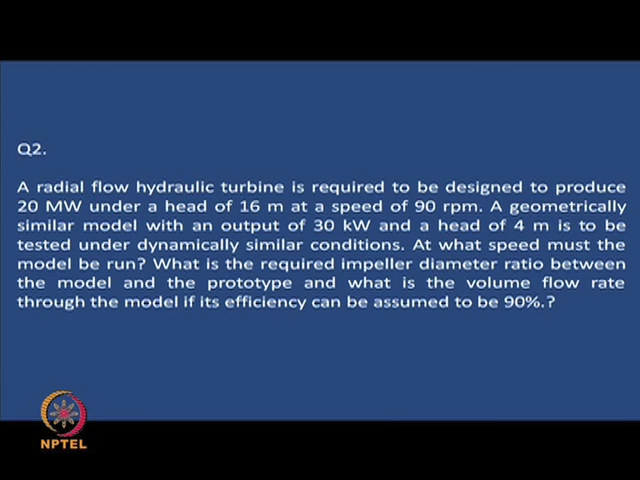 Q2.
A radial flow hydraulic turbine is required to be designed to produce
20 MW under a head of 16 m at a speed of 90 rpm. A geometrically
similar model with an output of 30 kW and a head of 4 m is to be
tested under dynamically similar conditions. At what speed must the
model be run? What is the required impeller diameter ratio between
the model and the prototype and what is the volume flow rate
through the model if its efficiency can be assumed to be 90%.?
NPTEL